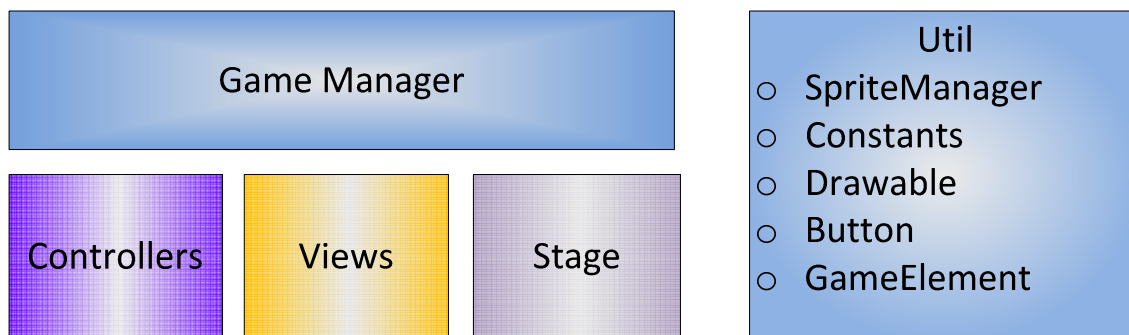 Game Manager
Controllers
Views
Stage
Util
○ SpriteManager
○ Constants
○ Drawable
○ Button
○ GameElement